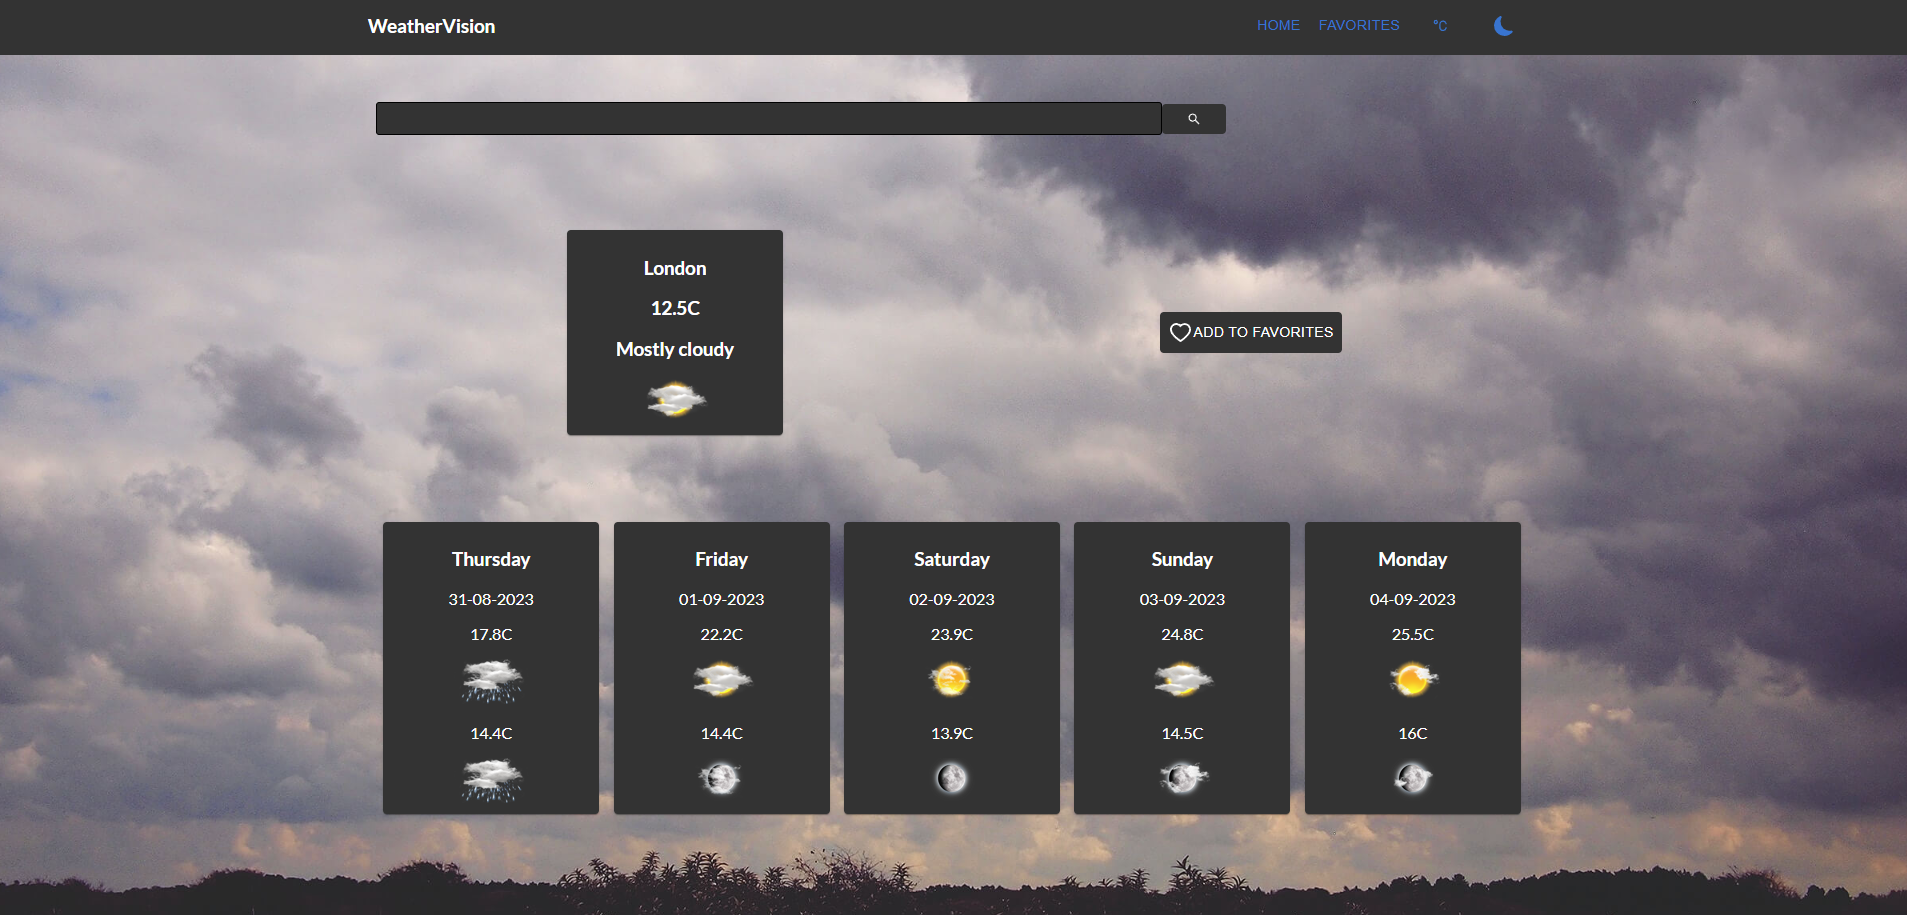 WeatherVision
HOME FAVORITES °C
London
12.5C
Mostly cloudy
ADD TO FAVORITES
Thursday
31-08-2023
17.8C
14.4C
Friday
01-09-2023
22.2C
14.4C
Saturday
02-09-2023
23.9C
13.9C
Sunday
03-09-2023
24.8C
14.5C
Monday
04-09-2023
25.5C
16C